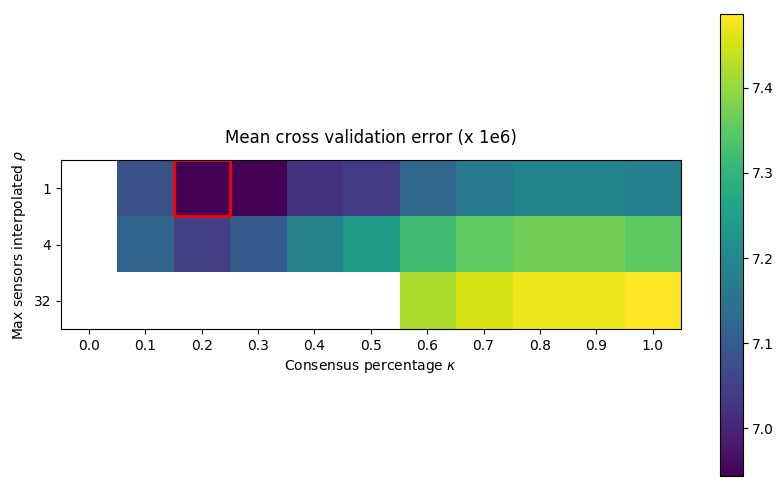 Mean cross validation error (x 1e6)
Max sensors interpolated ρ
1
4
32
0.0 0.1 0.2 0.3 0.4 0.5 0.6 0.7 0.8 0.9 1.0
Consensus percentage κ
7.4
7.3
7.2
7.1
7.0